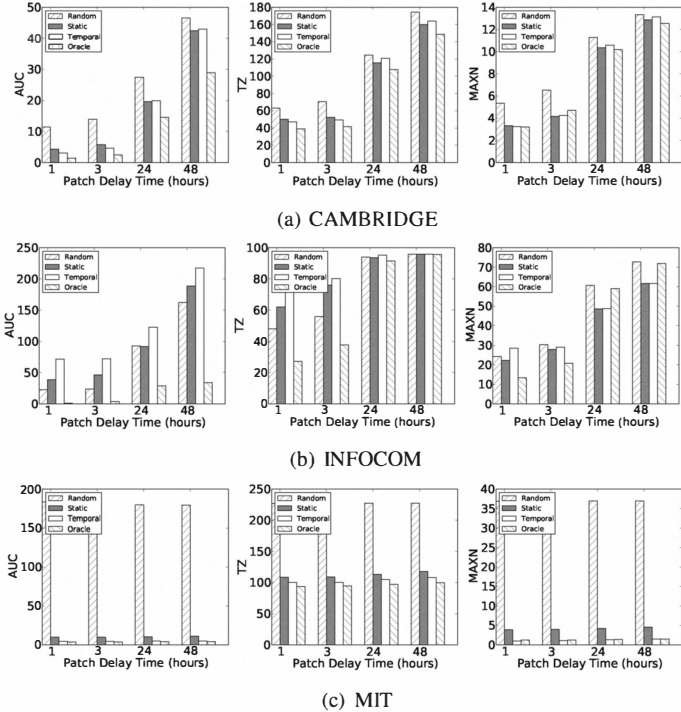 50
40
30
20
10
0
AUC
Random
Static
Temporal
Oracle
1 3 24 48
Patch Delay Time (hours)
180
160
140
120
100
80
60
40
20
0
TZ
Random
Static
Temporal
Oracle
1 3 24 48
Patch Delay Time (hours)
14
12
10
8
6
4
2
0
MAXN
Random
Static
Temporal
Oracle
1 3 24 48
Patch Delay Time (hours)
(a) CAMBRIDGE
250
200
150
100
50
0
AUC
Random
Static
Temporal
Oracle
1 3 24 48
Patch Delay Time (hours)
100
80
60
40
20
0
TZ
Random
Static
Temporal
Oracle
1 3 24 48
Patch Delay Time (hours)
80
70
60
50
40
30
20
10
0
MAXN
Random
Static
Temporal
Oracle
1 3 24 48
Patch Delay Time (hours)
(b) INFOCOM
200
150
100
50
0
AUC
Random
Static
Temporal
Oracle
1 3 24 48
Patch Delay Time (hours)
250
200
150
100
50
0
TZ
Random
Static
Temporal
Oracle
1 3 24 48
Patch Delay Time (hours)
40
35
30
25
20
15
10
5
0
MAXN
Random
Static
Temporal
Oracle
1 3 24 48
Patch Delay Time (hours)
(c) MIT